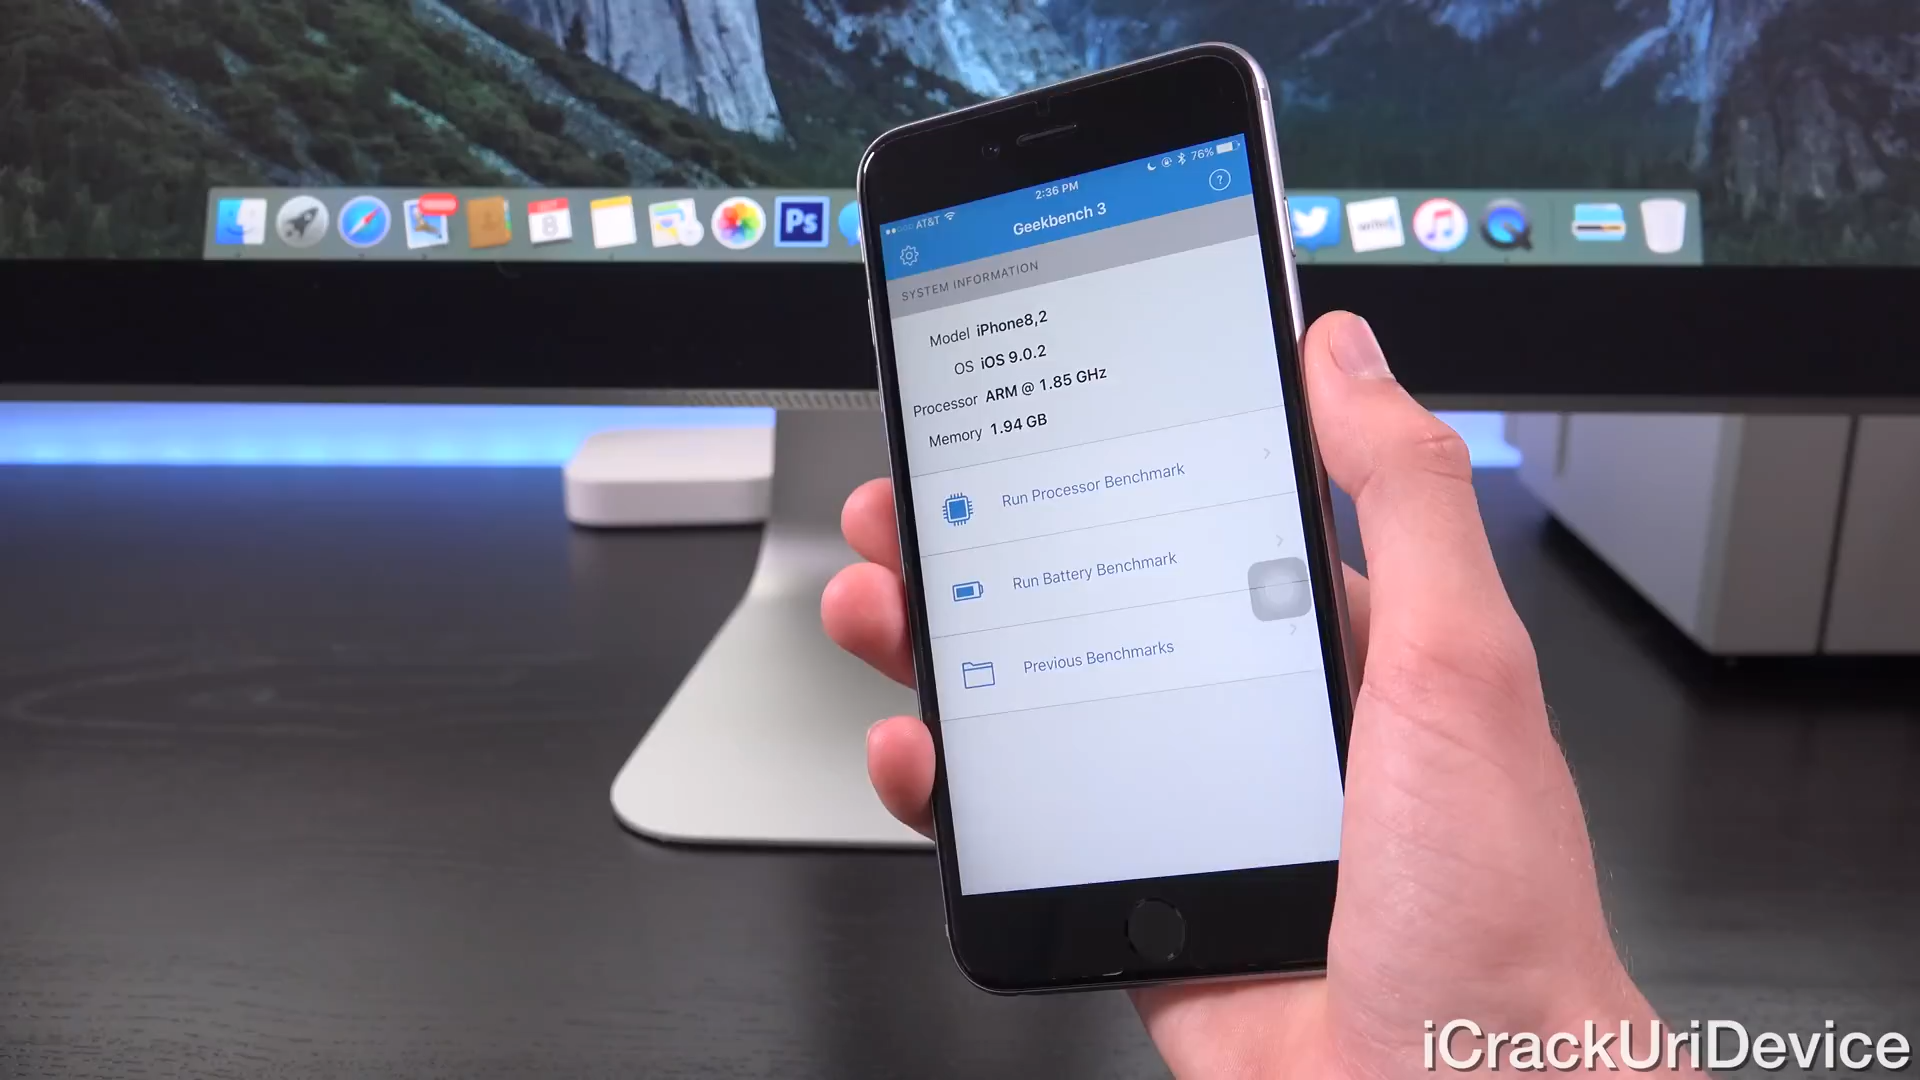 AT&T 2:36 PM 76%
Geekbench 3
?
SYSTEM INFORMATION
Model iPhone8,2
OS iOS 9.0.2
Processor ARM @ 1.85 GHz
Memory 1.94 GB
Run Processor Benchmark
Run Battery Benchmark
Previous Benchmarks
8
Ps
iCrackUriDevice